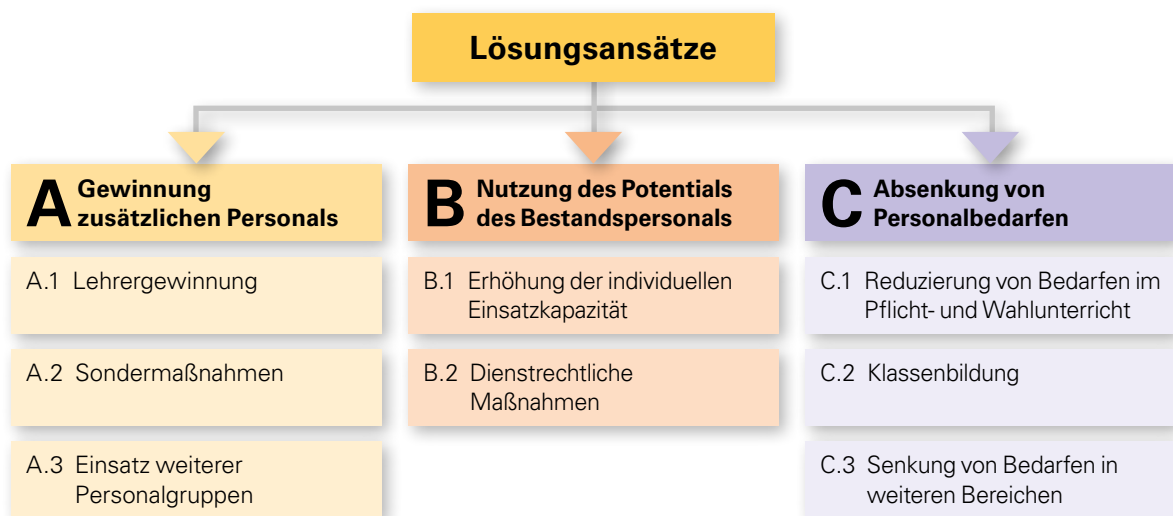 Lösungsansätze
A Gewinnung
zusätzlichen Personals
A.1 Lehrergewinnung
A.2 Sondermaßnahmen
A.3 Einsatz weiterer
Personalgruppen
B Nutzung des Potentials
des Bestandspersonals
B.1 Erhöhung der individuellen
Einsatzkapazität
B.2 Dienstrechtliche
Maßnahmen
C Absenkung von
Personalbedarfen
C.1 Reduzierung von Bedarfen im
Pflicht- und Wahlunterricht
C.2 Klassenbildung
C.3 Senkung von Bedarfen in
weiteren Bereichen